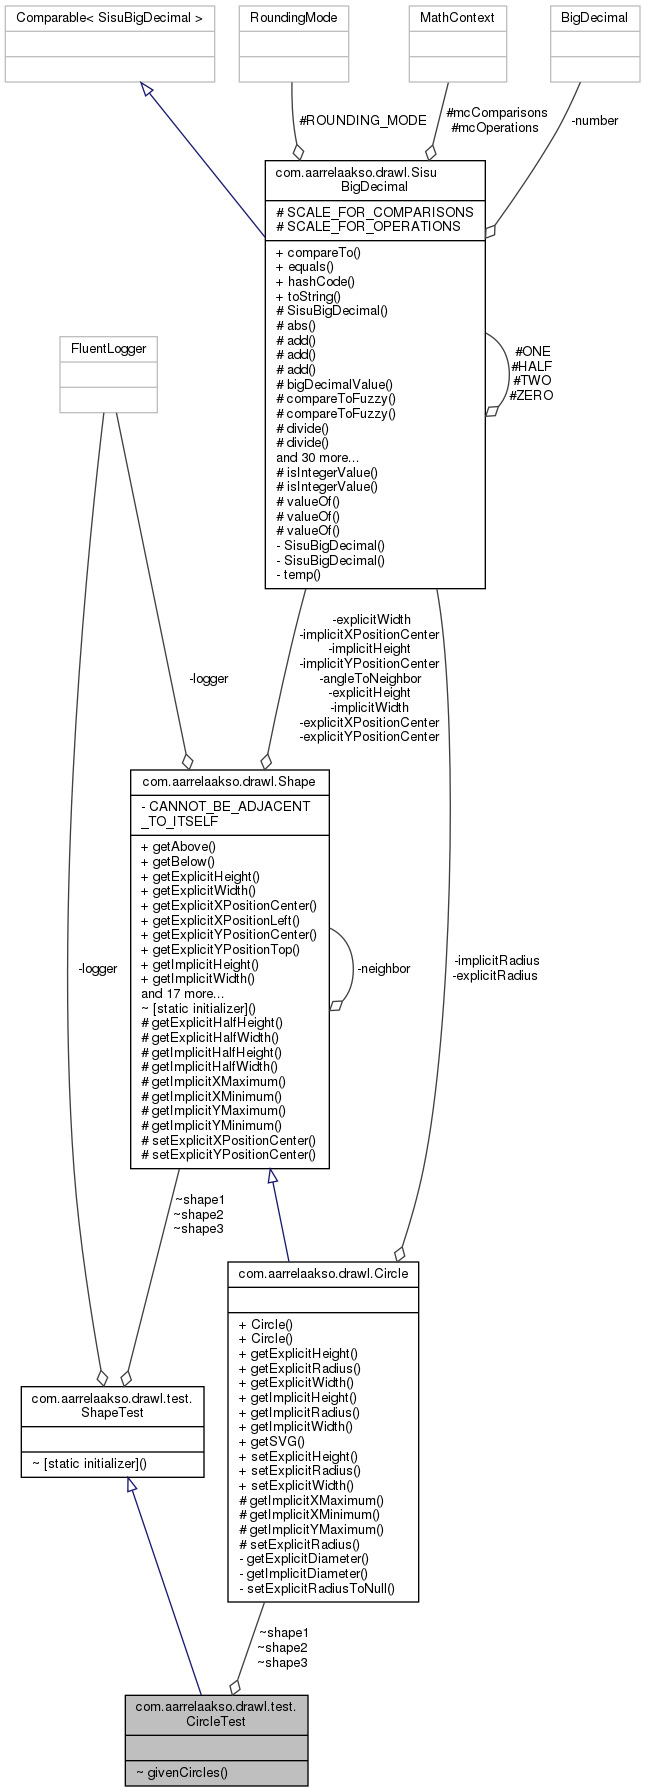 Comparable< SisuBigDecimal >
RoundingMode
MathContext
BigDecimal
#ROUNDING_MODE
#mcComparisons
#mcOperations
-number
com.aarrelaakso.drawl.Sisu
BigDecimal
# SCALE_FOR_COMPARISONS
# SCALE_FOR_OPERATIONS
+ compareTo()
+ equals()
+ hashCode()
+ toString()
# SisuBigDecimal()
# abs()
# add()
# add()
# add()
# bigDecimalValue()
# compareToFuzzy()
# compareToFuzzy()
# divide()
# divide()
and 30 more...
# isIntegerValue()
# isIntegerValue()
# valueOf()
# valueOf()
# valueOf()
- SisuBigDecimal()
- SisuBigDecimal()
- temp()
#ONE
#HALF
#TWO
#ZERO
FluentLogger
-logger
-explicitWidth
-implicitXPositionCenter
-implicitHeight
-implicitYPositionCenter
-angleToNeighbor
-explicitHeight
-implicitWidth
-explicitXPositionCenter
-explicitYPositionCenter
com.aarrelaakso.drawl.Shape
- CANNOT_BE_ADJACENT
_TO_ITSELF
+ getAbove()
+ getBelow()
+ getExplicitHeight()
+ getExplicitWidth()
+ getExplicitXPositionCenter()
+ getExplicitXPositionLeft()
+ getExplicitYPositionCenter()
+ getExplicitYPositionTop()
+ getImplicitHeight()
+ getImplicitWidth()
and 17 more...
~ [static initializer]()
# getExplicitHalfHeight()
# getExplicitHalfWidth()
# getImplicitHalfHeight()
# getImplicitHalfWidth()
# getImplicitXMaximum()
# getImplicitXMinimum()
# getImplicitYMaximum()
# getImplicitYMinimum()
# setExplicitXPositionCenter()
# setExplicitYPositionCenter()
-neighbor
-logger
-implicitRadius
-explicitRadius
~shape1
~shape2
~shape3
com.aarrelaakso.drawl.Circle
+ Circle()
+ Circle()
+ getExplicitHeight()
+ getExplicitRadius()
+ getExplicitWidth()
+ getImplicitHeight()
+ getImplicitRadius()
+ getImplicitWidth()
+ getSVG()
+ setExplicitHeight()
+ setExplicitRadius()
+ setExplicitWidth()
# getImplicitXMaximum()
# getImplicitXMinimum()
# getImplicitYMaximum()
# setExplicitRadius()
- getExplicitDiameter()
- getImplicitDiameter()
- setExplicitRadiusToNull()
com.aarrelaakso.drawl.test.
ShapeTest
~ [static initializer]()
~shape1
~shape2
~shape3
com.aarrelaakso.drawl.test.
CircleTest
~ givenCircles()